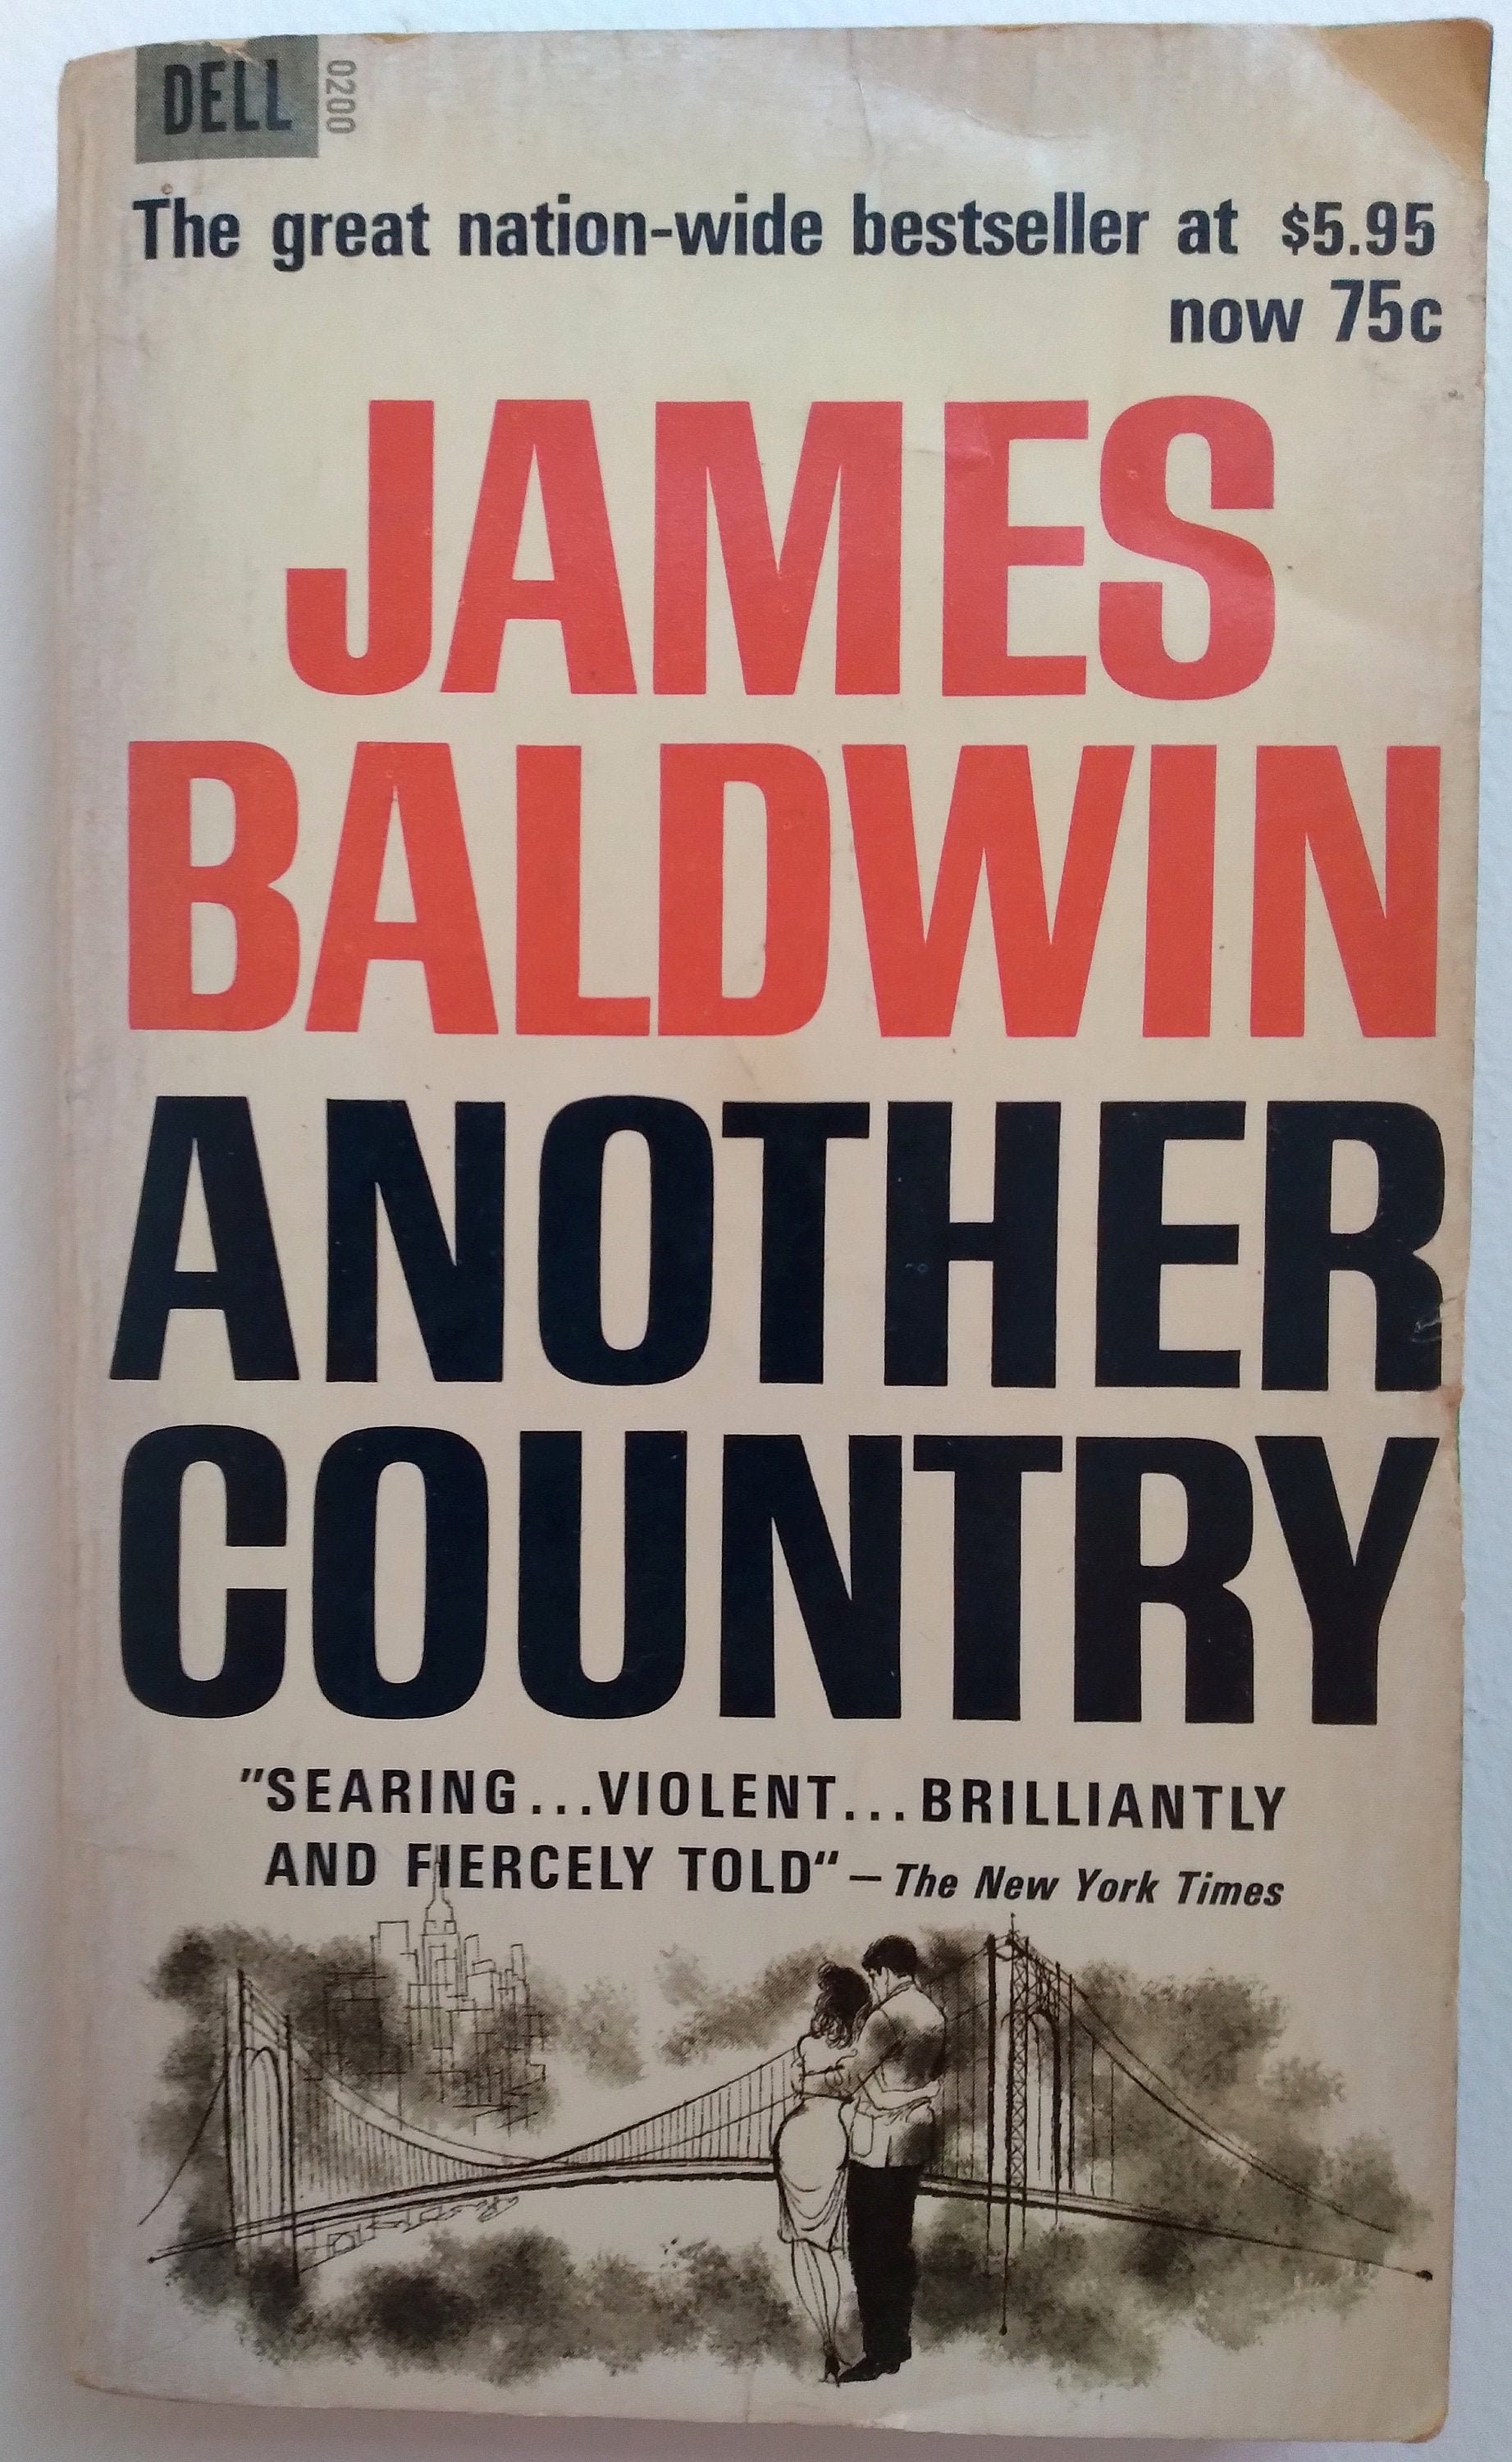 DELL
0200
The great nation-wide bestseller at $5.95
now 75c
JAMES
BALDWIN
ANOTHER
COUNTRY
"SEARING...VIOLENT...BRILLIANTLY
AND FIERCELY TOLD“ — The New York Times